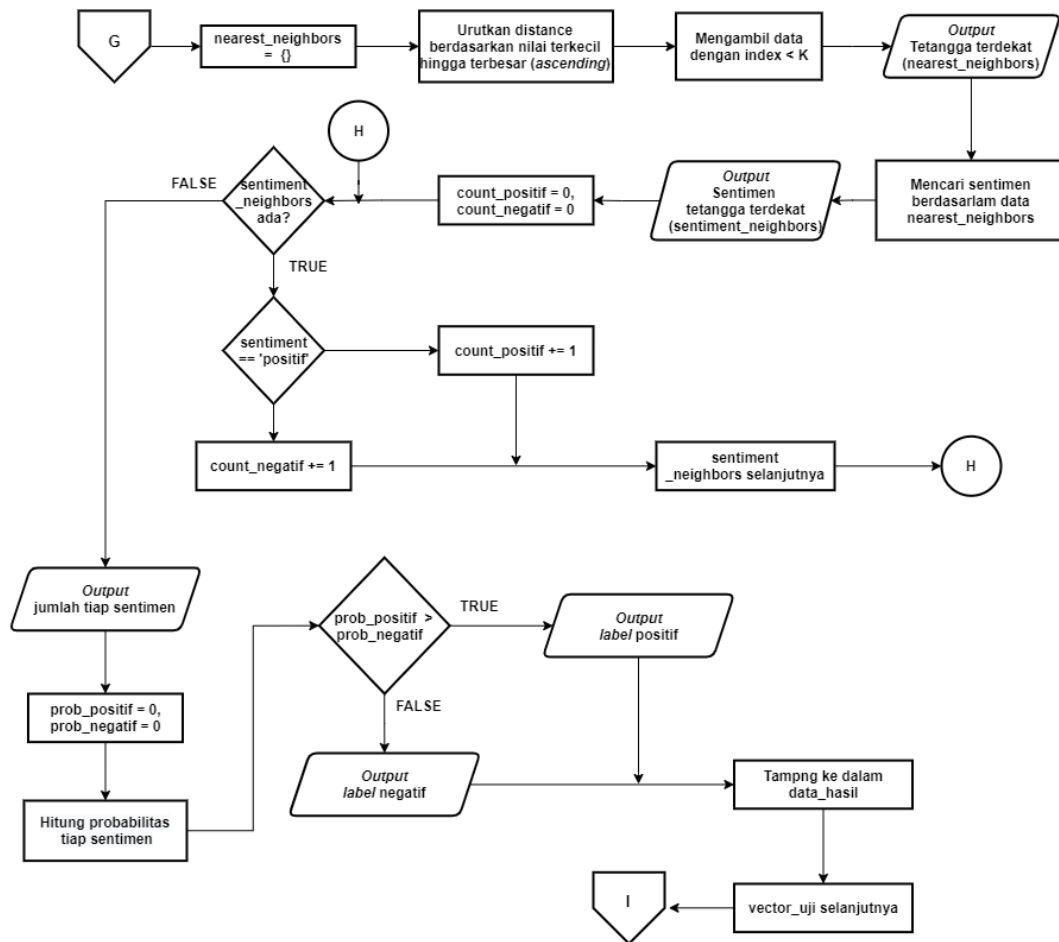 G
nearest_neighbors
= {}
Urutkan distance
berdasarkan nilai terkecil
hingga terbesar (ascending)
Mengambil data
dengan index < K
Output
Tetangga terdekat
(nearest_neighbors)
H
FALSE
sentiment
_neighbors
ada?
count_positif = 0,
count_negatif = 0
Output
Sentimen
tetangga terdekat
(sentiment_neighbors)
Mencari sentimen
berdasarlam data
nearest_neighbors
TRUE
sentiment
== 'positif'
count_positif += 1
count_negatif += 1
sentiment
_neighbors selanjutnya
H
Output
jumlah tiap sentimen
prob_positif >
prob_negatif
TRUE
Output
label positif
FALSE
prob_positif = 0,
prob_negatif = 0
Output
label negatif
Tampng ke dalam
data_hasil
Hitung probabilitas
tiap sentimen
I
vector_uji selanjutnya